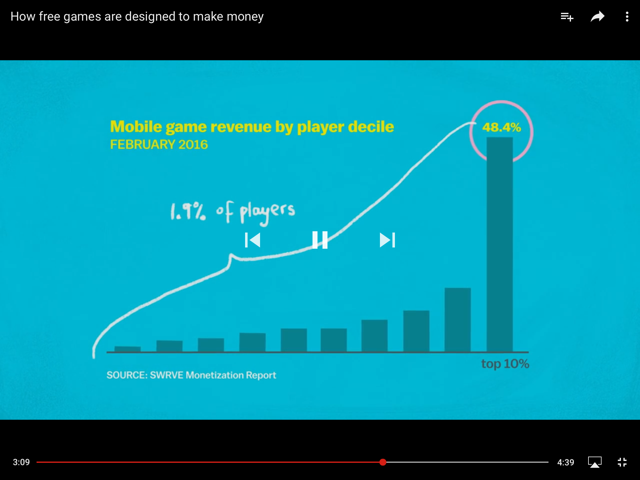 How free games are designed to make money
Mobile game revenue by player decile
FEBRUARY 2016
48.4%
1.9% of players
top 10%
SOURCE: SWRVE Monetization Report
3:09
4:39